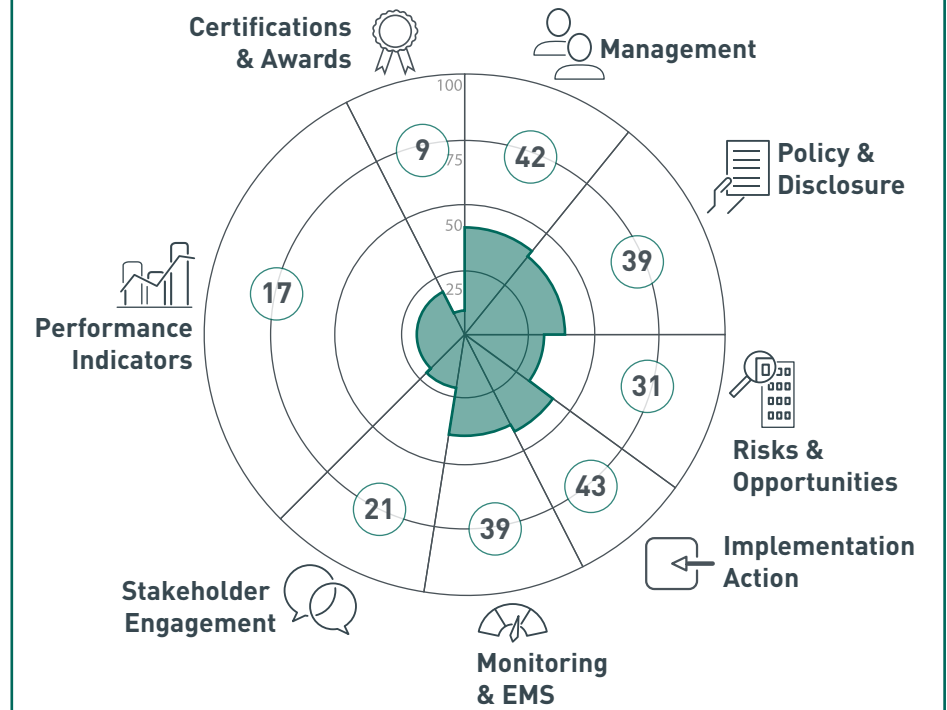 Certifications
& Awards
Management
100
9
75
42
Policy &
Disclosure
50
39
25
17
Performance
Indicators
31
Risks &
Opportunities
43
21
39
Implementation
Action
Stakeholder
Engagement
Monitoring
& EMS